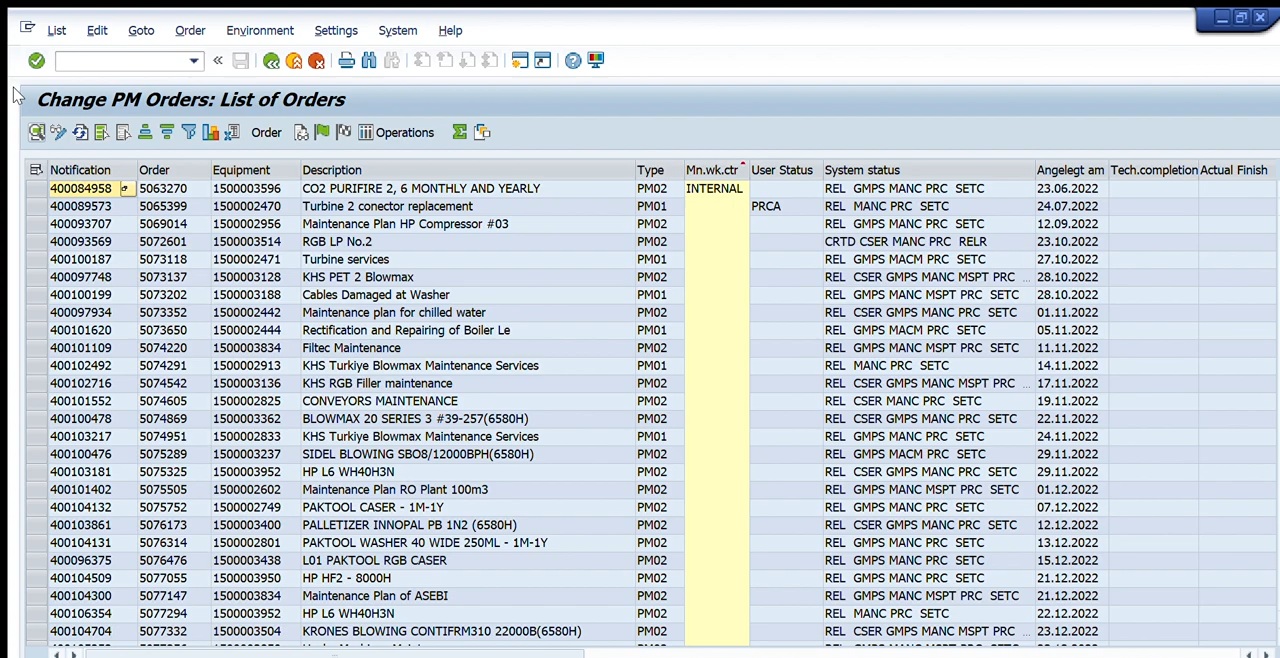 List Edit Goto Order Environment Settings System Help
Change PM Orders: List of Orders
Order Operations
Notification Order Equipment Description Type Mn.wk.ctr User Status System status Angelegt am Tech.completion Actual Finish
400084958 5063270 1500003596 CO2 PURIFIRE 2, 6 MONTHLY AND YEARLY PM02 INTERNAL REL GMPS MANC PRC SETC 23.06.2022
400089573 5065399 1500002470 Turbine 2 conector replacement PM01 PRCA REL MANC PRC SETC 24.07.2022
400093707 5069014 1500002956 Maintenance Plan HP Compressor #03 PM02 REL GMPS MANC PRC SETC 12.09.2022
400093569 5072601 1500003514 RGB LP No.2 PM02 CRTD CSER MANC PRC RELR 23.10.2022
400100187 5073118 1500002471 Turbine services PM01 REL GMPS MACM PRC SETC 27.10.2022
400097748 5073137 1500003128 KHS PET 2 Blowmax PM02 REL CSER GMPS MANC MSPT PRC ... 28.10.2022
400100199 5073202 1500003188 Cables Damaged at Washer PM01 REL GMPS MANC MSPT PRC SETC 28.10.2022
400097934 5073352 1500002442 Maintenance plan for chilled water PM02 REL CSER GMPS MANC PRC SETC 01.11.2022
400101620 5073650 1500002444 Rectification and Repairing of Boiler Le PM01 REL GMPS MACM PRC SETC 05.11.2022
400101109 5074220 1500003834 Filtec Maintenance PM02 REL GMPS MANC MSPT PRC SETC 11.11.2022
400102492 5074291 1500002913 KHS Turkiye Blowmax Maintenance Services PM01 REL MANC PRC SETC 14.11.2022
400102716 5074542 1500003136 KHS RGB Filler maintenance PM02 REL CSER GMPS MANC MSPT PRC ... 17.11.2022
400101552 5074605 1500002825 CONVEYORS MAINTENANCE PM02 REL CSER MANC PRC SETC 19.11.2022
400100478 5074869 1500003362 BLOWMAX 20 SERIES 3 #39-257(6580H) PM02 REL CSER GMPS MANC PRC SETC 22.11.2022
400103217 5074951 1500002833 KHS Turkiye Blowmax Maintenance Services PM01 REL GMPS MANC PRC SETC 24.11.2022
400100476 5075289 1500003237 SIDEL BLOWING SBO8/12000BPH(6580H) PM02 REL GMPS MACM PRC SETC 29.11.2022
400103181 5075325 1500003952 HP L6 WH40H3N PM02 REL CSER GMPS MANC PRC SETC 29.11.2022
400101402 5075505 1500002602 Maintenance Plan RO Plant 100m3 PM02 REL GMPS MANC MSPT PRC SETC 01.12.2022
400104132 5075752 1500002749 PAKTOOL CASER - 1M-1Y PM02 REL GMPS MANC PRC SETC 07.12.2022
400103861 5076173 1500003400 PALLETIZER INNOPAL PB 1N2 (6580H) PM02 REL CSER GMPS MANC PRC SETC 12.12.2022
400104131 5076314 1500002801 PAKTOOL WASHER 40 WIDE 250ML - 1M-1Y PM02 REL GMPS MANC PRC SETC 13.12.2022
400096375 5076476 1500003438 L01 PAKTOOL RGB CASER PM02 REL GMPS MANC PRC SETC 15.12.2022
400104509 5077055 1500003950 HP HF2 - 8000H PM02 REL GMPS MANC PRC SETC 21.12.2022
400104300 5077147 1500003834 Maintenance Plan of ASEBI PM02 REL GMPS MANC PRC SETC 21.12.2022
400106354 5077294 1500003952 HP L6 WH40H3N PM02 REL MANC PRC SETC 22.12.2022
400104704 5077332 1500003504 KRONES BLOWING CONTIFRM310 22000B(6580H) PM02 REL CSER GMPS MANC MSPT PRC ... 23.12.2022